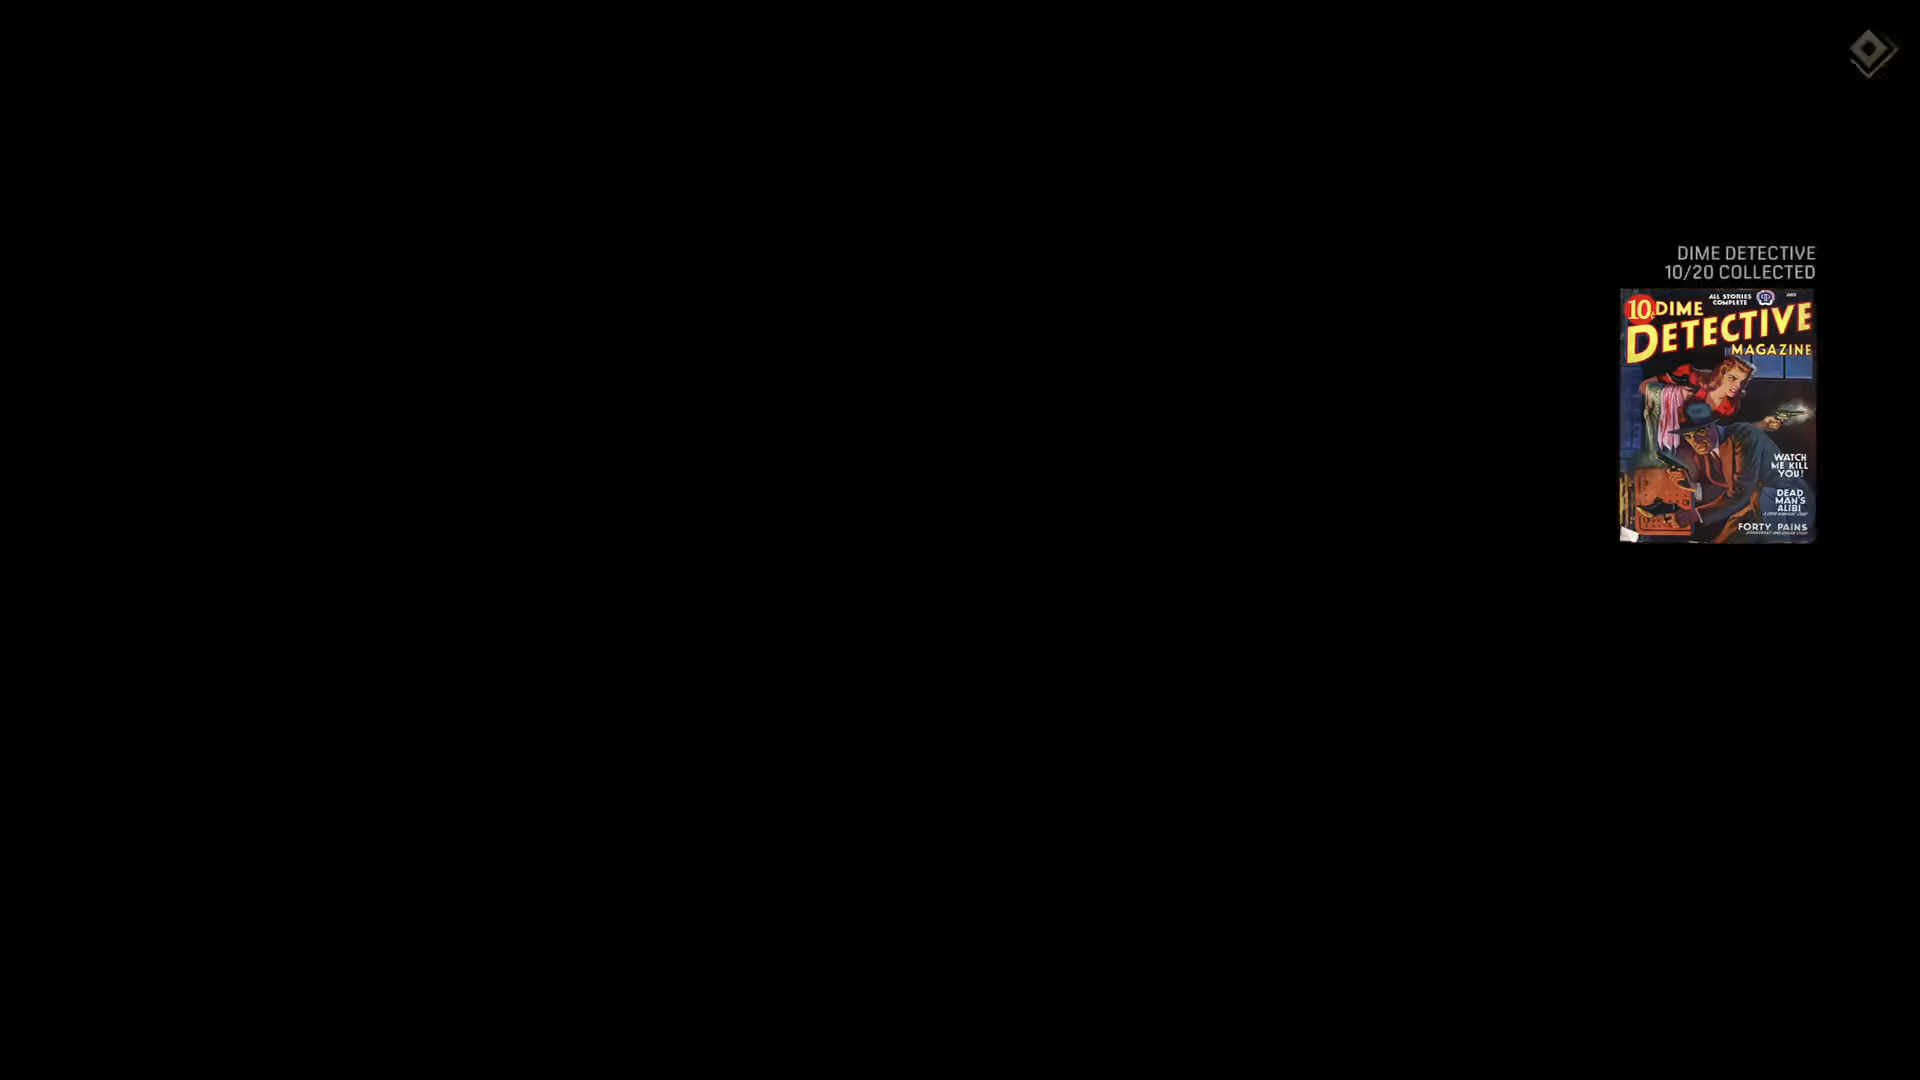 DIME DETECTIVE
10/20 COLLECTED
ALL STORIES
COMPLETE
10¢ DIME
DETECTIVE
MAGAZINE
WATCH
ME KILL
YOU!
DEAD
MAN'S
ALIBI
FORTY PAINS